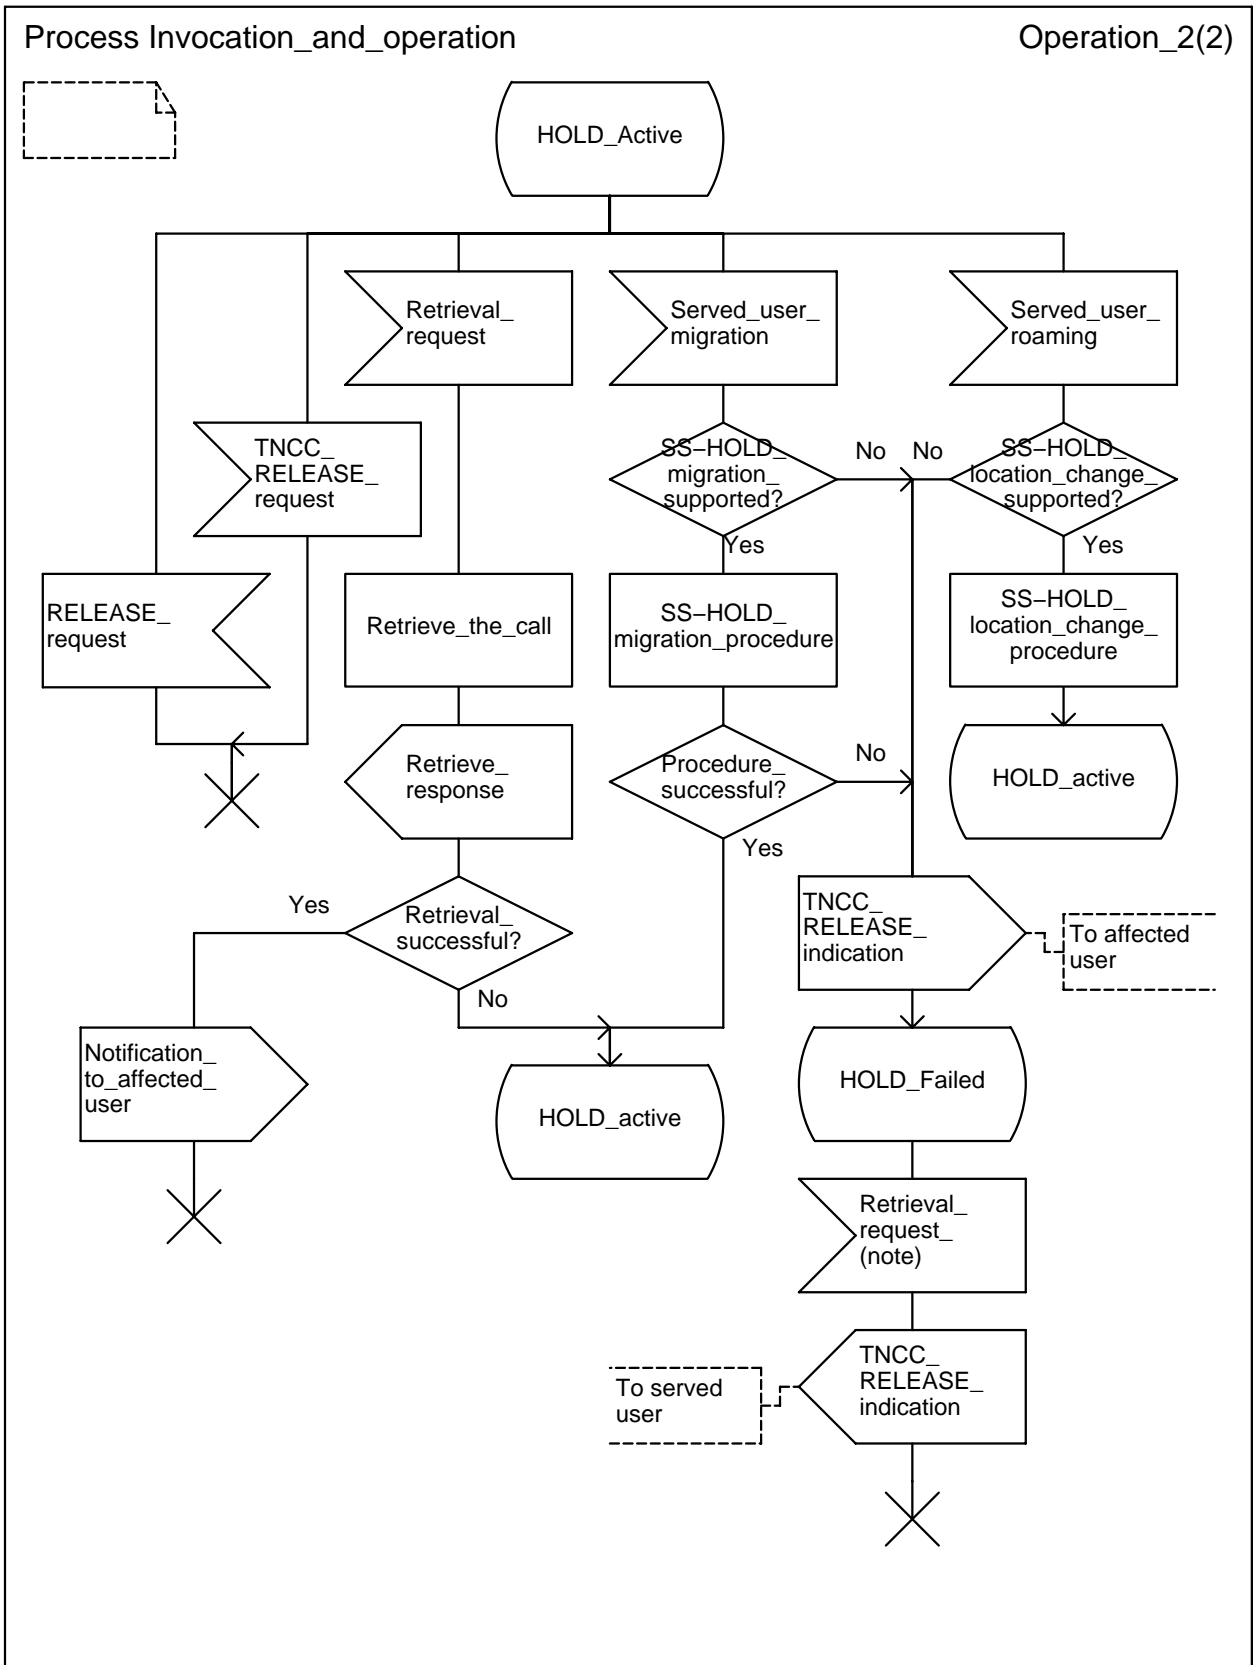 Process Invocation_and_operation
Operation_2(2)
HOLD_Active
Retrieval_
request
Served_user_
migration
Served_user_
roaming
TNCC_
RELEASE_
request
SS–HOLD_
migration_
supported?
No
No
SS–HOLD_
location_change_
supported?
Yes
Yes
RELEASE_
request
Retrieve_the_call
SS–HOLD_
migration_procedure
SS–HOLD_
location_change_
procedure
Retrieve_
response
Procedure_
successful?
No
HOLD_active
Yes
Yes
Retrieval_
successful?
No
TNCC_
RELEASE_
indication
To affected
user
Notification_
to_affected_
user
HOLD_active
HOLD_Failed
Retrieval_
request_
(note)
To served
user
TNCC_
RELEASE_
indication